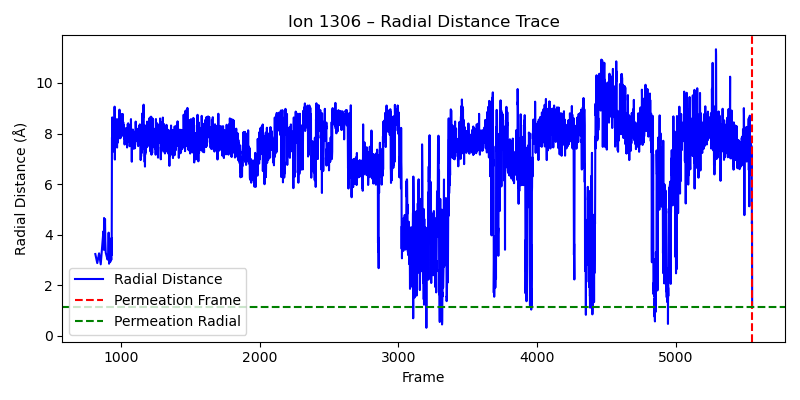 Ion 1306 – Radial Distance Trace
Radial Distance (Å)
10
8
6
4
2
0
Radial Distance
Permeation Frame
Permeation Radial
1000 2000 3000 4000 5000
Frame